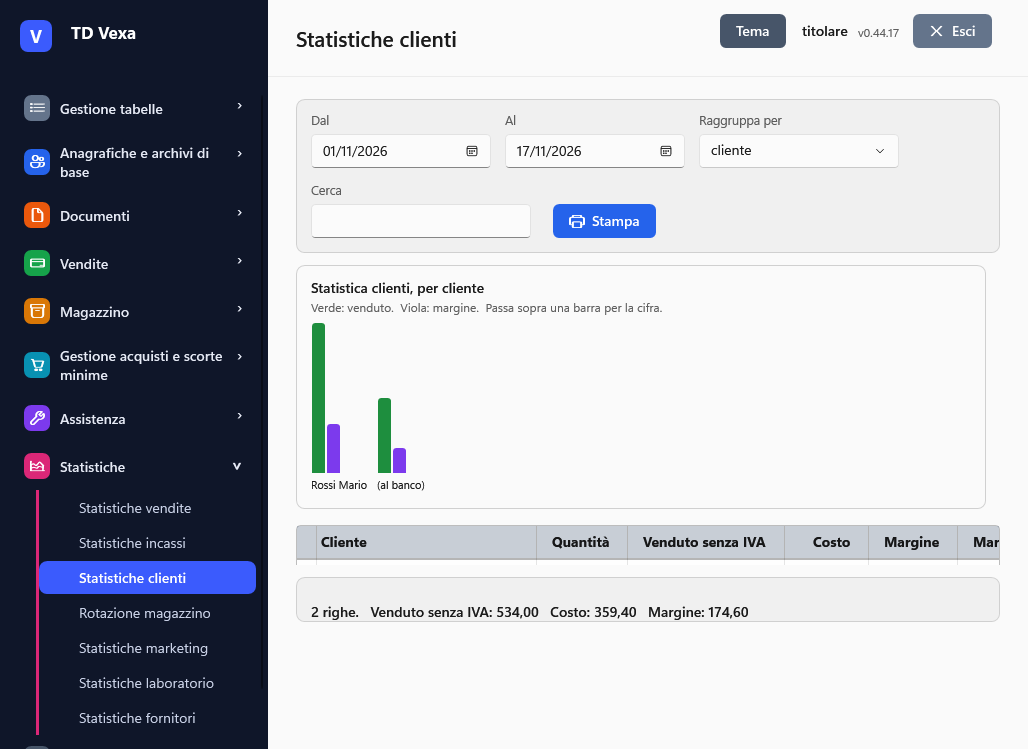 V
TD Vexa
Gestione tabelle
Anagrafiche e archivi di
base
Documenti
Vendite
Magazzino
Gestione acquisti e scorte
minime
Assistenza
Statistiche
Statistiche vendite
Statistiche incassi
Statistiche clienti
Rotazione magazzino
Statistiche marketing
Statistiche laboratorio
Statistiche fornitori
Statistiche clienti
Tema
titolare v0.44.17
Esci
Dal
Al
Raggruppa per
01/11/2026
17/11/2026
cliente
Cerca
Stampa
Statistica clienti, per cliente
Verde: venduto. Viola: margine. Passa sopra una barra per la cifra.
Rossi Mario (al banco)
Cliente Quantità Venduto senza IVA Costo Margine Mar
2 righe. Venduto senza IVA: 534,00 Costo: 359,40 Margine: 174,60